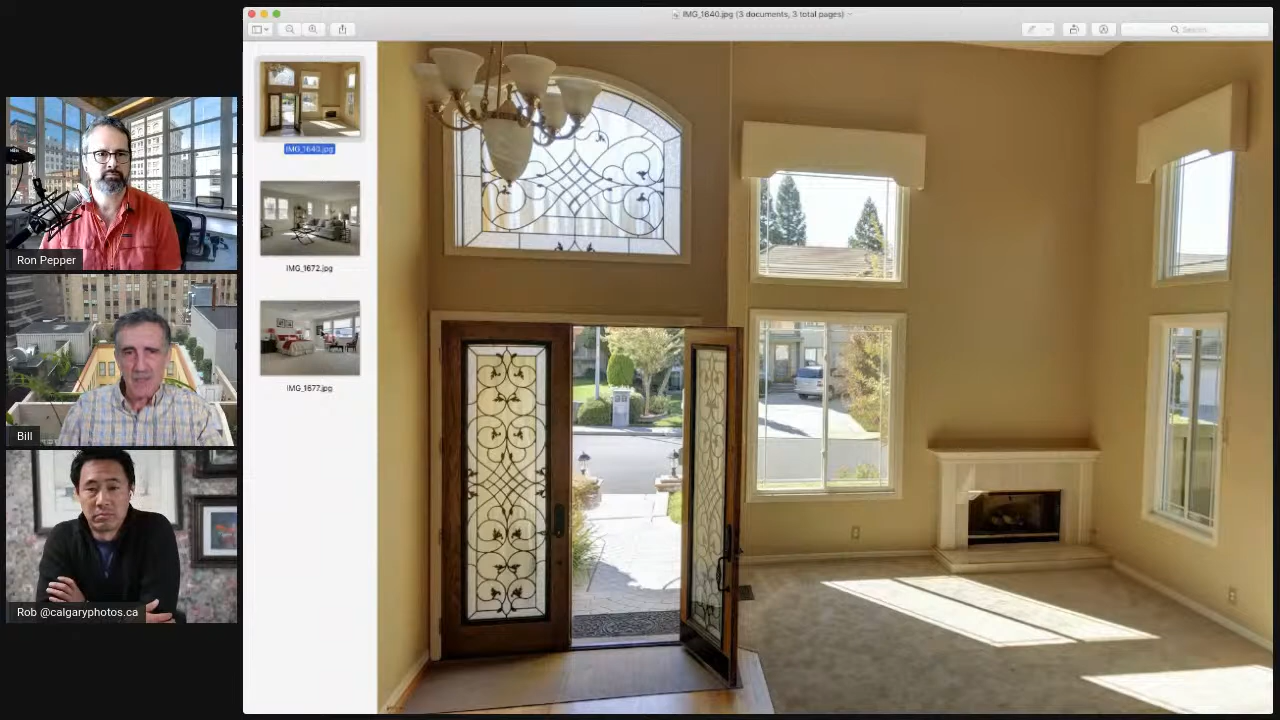 IMG_1640.jpg (3 documents, 3 total pages)
Search
IMG_1640.jpg
IMG_1672.jpg
IMG_1677.jpg
Ron Pepper
Bill
Rob @calgaryphotos.ca